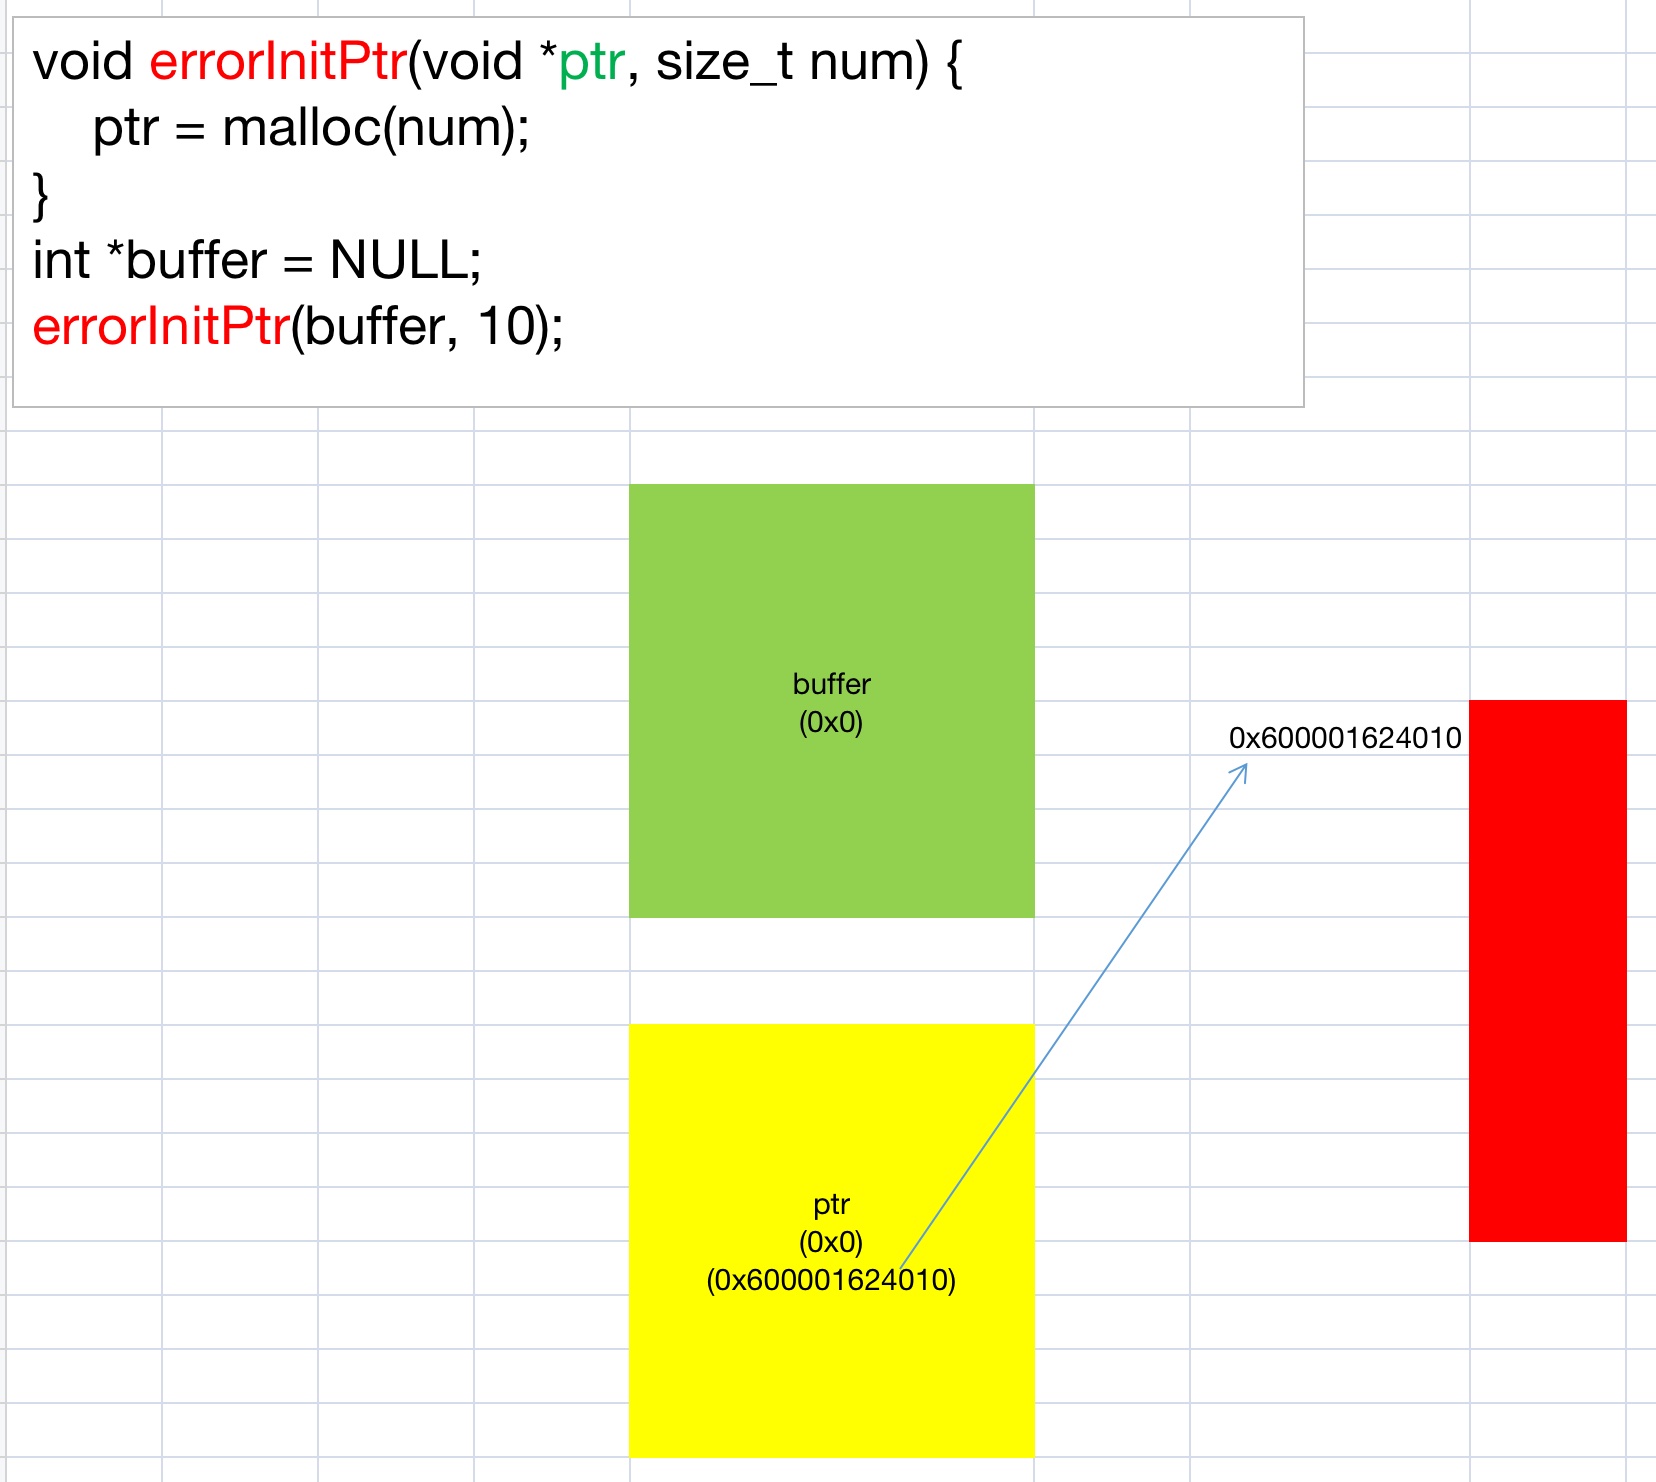 void errorInitPtr(void *ptr, size_t num) {
    ptr = malloc(num);
}
int *buffer = NULL;
errorInitPtr(buffer, 10);
buffer
(0x0)
0x600001624010
ptr
(0x0)
(0x600001624010)